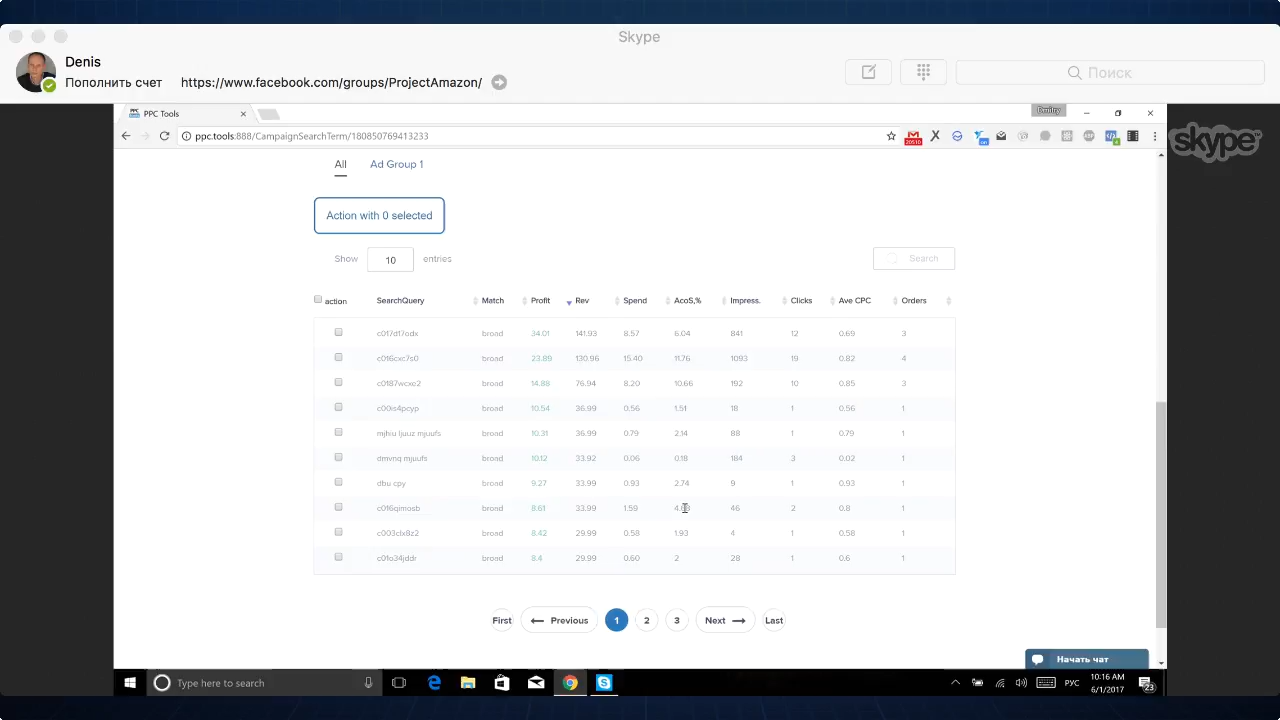 Skype
Denis
Пополнить счет https://www.facebook.com/groups/ProjectAmazon/
Поиск
PPC Tools
Dmitriy
ppc.tools:888/CampaignSearchTerm/180850769413233
skype™
All Ad Group 1
Action with 0 selected
Show 10 entries
Search
action SearchQuery Match Profit Rev Spend AcoS,% Impress. Clicks Ave CPC Orders
c017d17odx broad 34.01 141.93 8.57 6.04 841 12 0.69 3
c016cxc7s0 broad 23.89 130.96 15.40 11.76 1093 19 0.82 4
c0187wcxe2 broad 14.88 76.94 8.20 10.66 192 10 0.85 3
c00is4pcyp broad 10.54 36.99 0.56 1.51 18 1 0.56 1
mjhiu ljuuz mjuufs broad 10.31 36.99 0.79 2.14 88 1 0.79 1
dmvnq mjuufs broad 10.12 33.92 0.06 0.18 184 3 0.02 1
dbu cpy broad 9.27 33.99 0.93 2.74 9 1 0.93 1
c016qimosb broad 8.61 33.99 1.59 46 2 0.8 1
c003clx8z2 broad 8.42 29.99 0.58 1.93 4 1 0.58 1
c01o34jddr broad 8.4 29.99 0.60 2 28 1 0.6 1
First Previous 1 2 3 Next Last
Начать чат
Type here to search
РУС
10:16 AM
6/1/2017
23